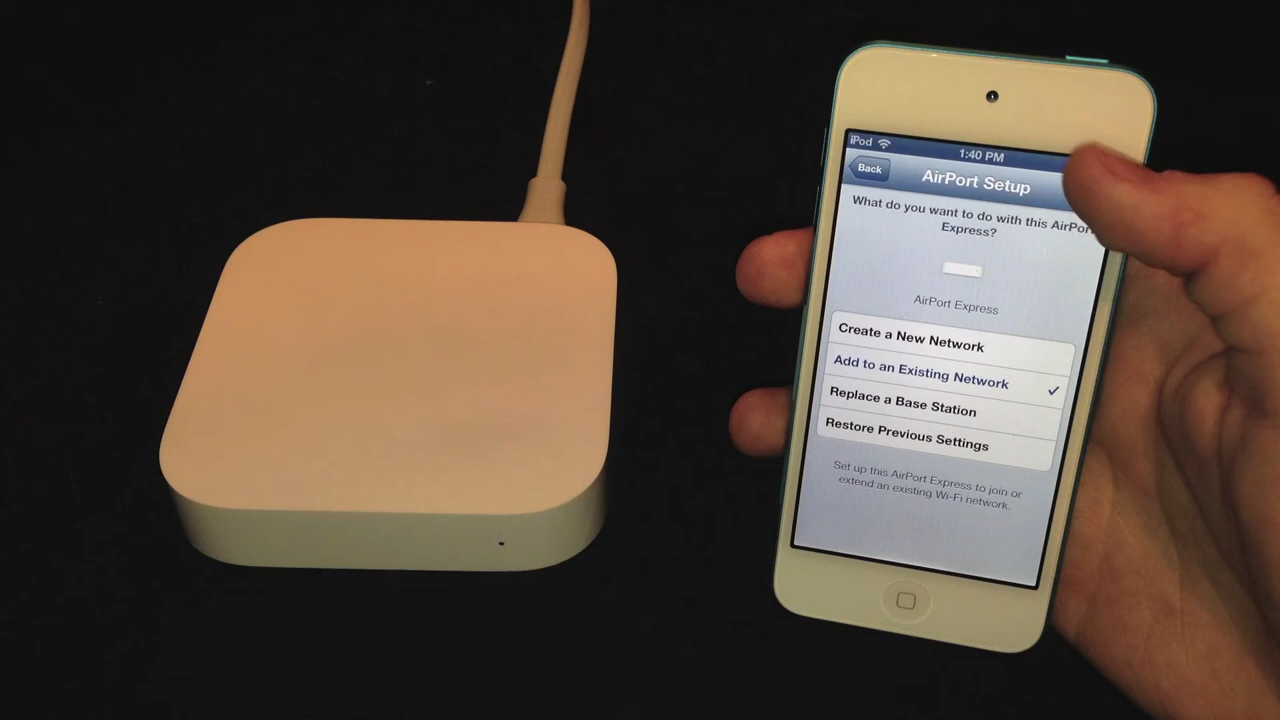 iPod
1:40 PM
Back
AirPort Setup
What do you want to do with this
Express?
AirPort Express
Create a New Network
Add to an Existing Network
Replace a Base Station
Restore Previous Settings
Set up this AirPort Express to join or
extend an existing Wi-Fi network.